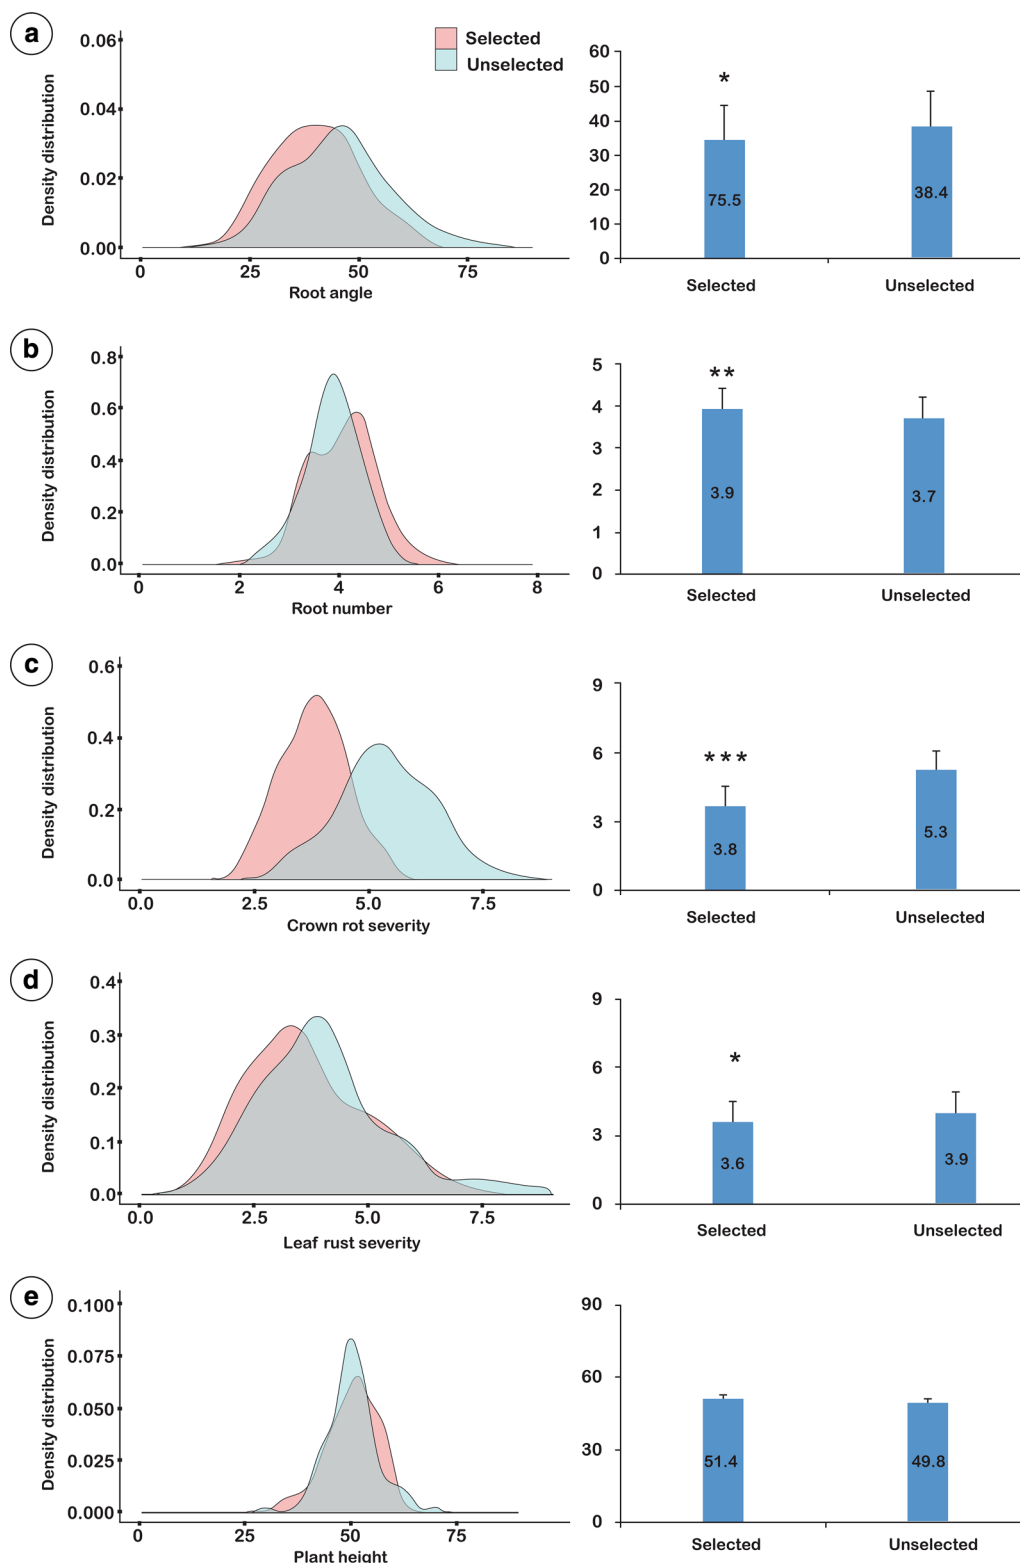 a
Density distribution
0.06
0.04
0.02
0.00
0 25 50 75
Root angle
Selected
Unselected
60
50
40
30
20
10
0
*
75.5
38.4
Selected Unselected
b
Density distribution
0.8
0.6
0.4
0.2
0.0
0 2 4 6 8
Root number
5
4
3
2
1
0
**
3.9
3.7
Selected Unselected
c
Density distribution
0.6
0.4
0.2
0.0
0.0 2.5 5.0 7.5
Crown rot severity
9
6
3
0
***
3.8
5.3
Selected Unselected
d
Density distribution
0.4
0.3
0.2
0.1
0.0
0.0 2.5 5.0 7.5
Leaf rust severity
9
6
3
0
*
3.6
3.9
Selected Unselected
e
Density distribution
0.100
0.075
0.050
0.025
0.000
0 25 50 75
Plant height
90
60
30
0
51.4
49.8
Selected Unselected